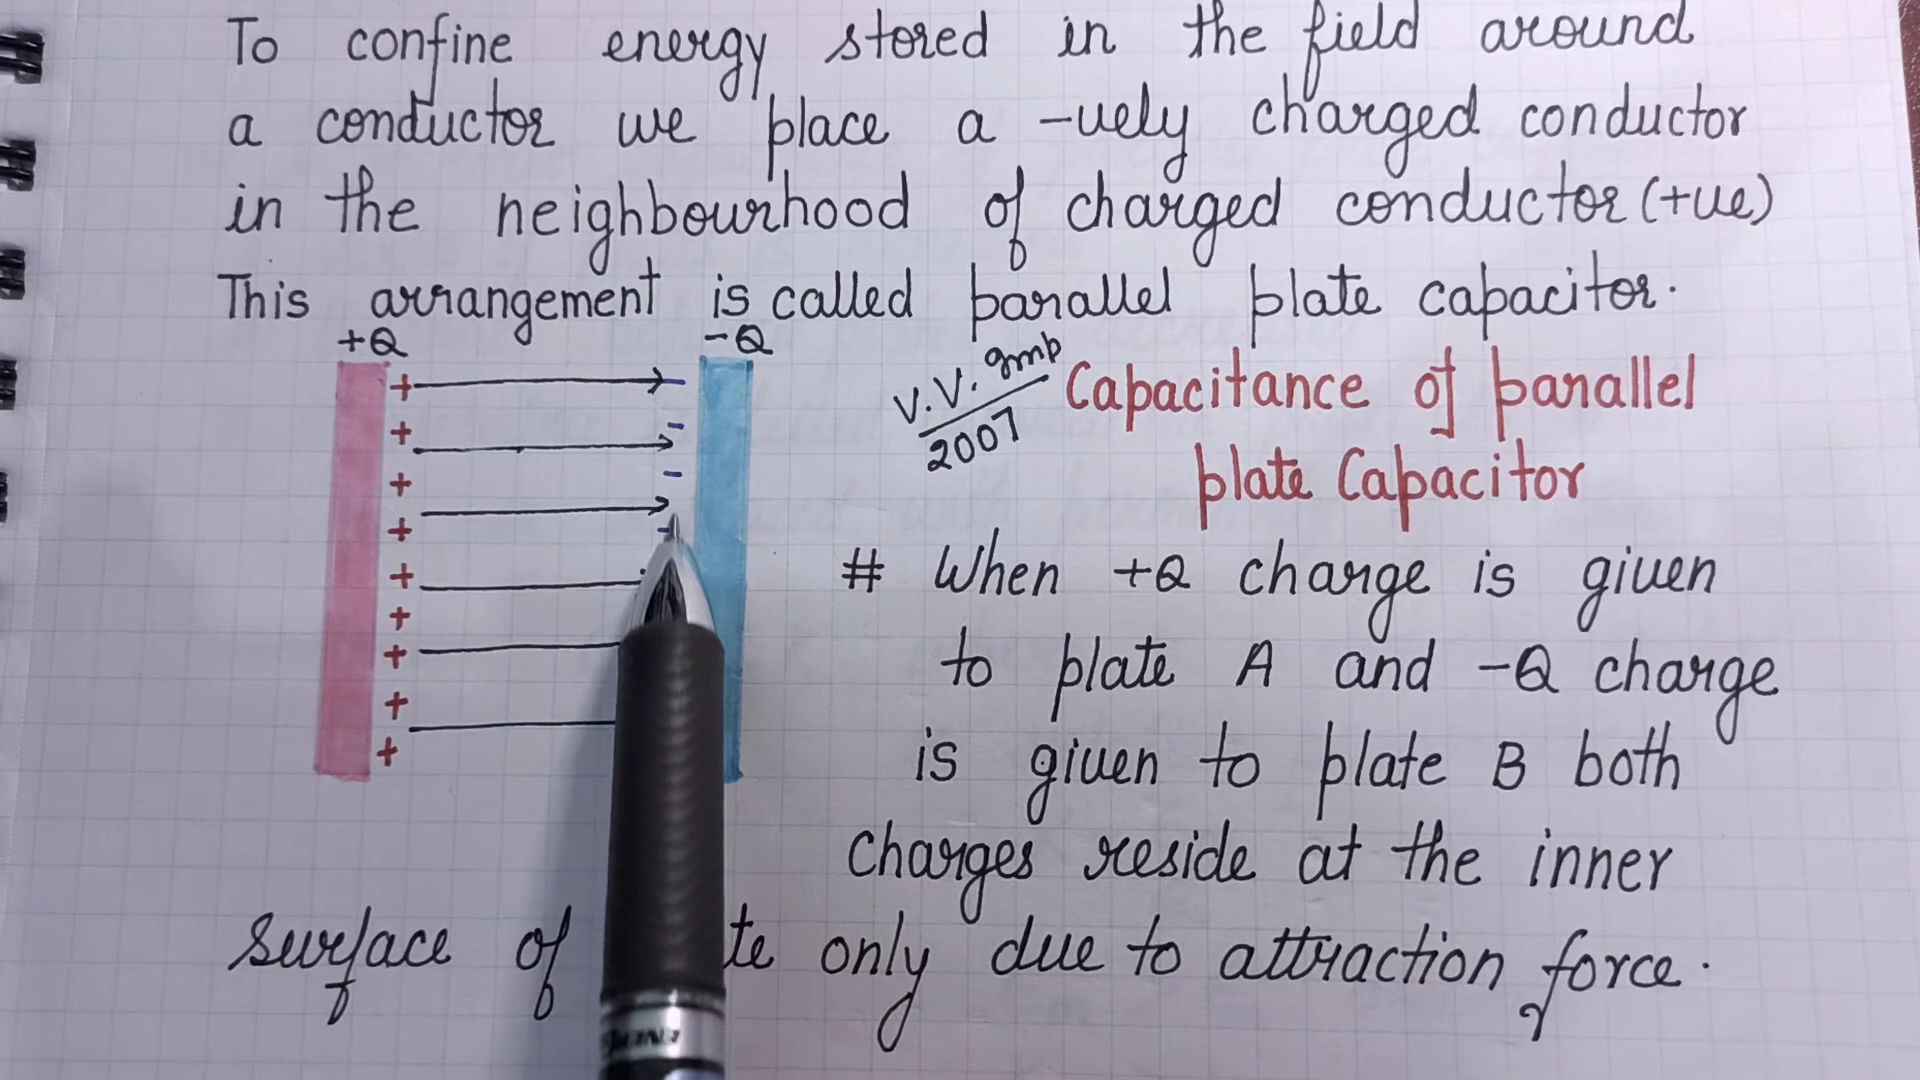 To confine energy stored in the field around
a conductor we place a -vely charged conductor
in the neighbourhood of charged conductor (+ve)
This arrangement is called parallel plate capacitor.
+Q -Q
V.V. Imp
2007
Capacitance of parallel
plate Capacitor
# When +Q charge is given
to plate A and -Q charge
is given to plate B both
charges reside at the inner
surface of te only due to attraction force.